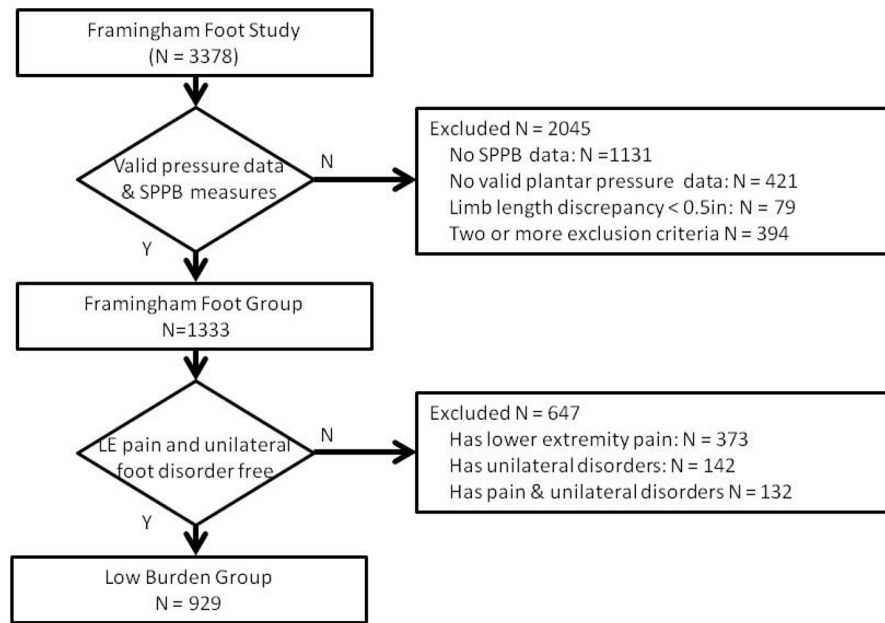 Framingham Foot Study
(N = 3378)
Valid pressure data
& SPPB measures
N
Y
Excluded N = 2045
No SPPB data: N =1131
No valid plantar pressure data: N = 421
Limb length discrepancy < 0.5in: N = 79
Two or more exclusion criteria N = 394
Framingham Foot Group
N=1333
LE pain and unilateral
foot disorder free
N
Y
Excluded N = 647
Has lower extremity pain: N = 373
Has unilateral disorders: N = 142
Has pain & unilateral disorders N = 132
Low Burden Group
N = 929